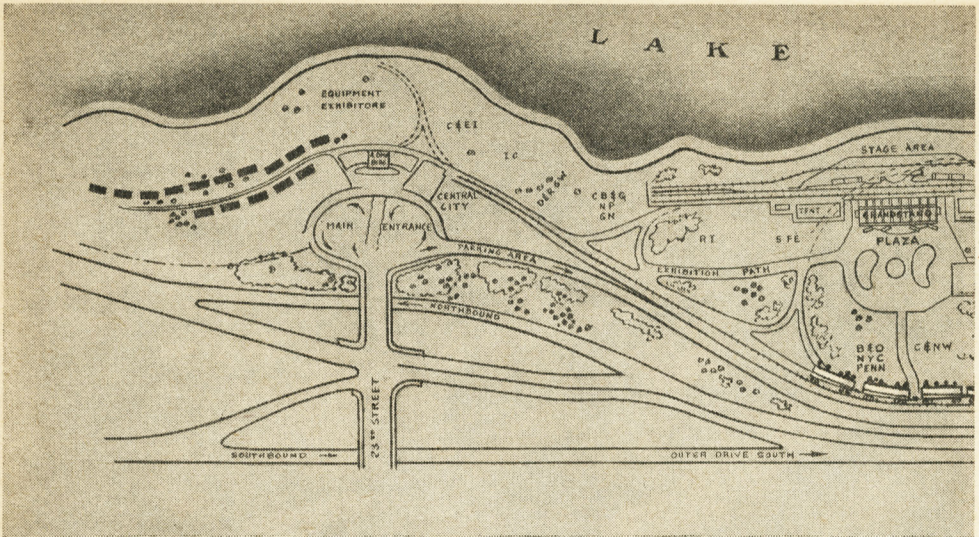 LAKE
EQUIPMENT
EXHIBITORS
C&EI
IC
STAGE AREA
D&RGW
CB&Q
NP
GN
CENTRAL
CITY
TENT
GRANDSTAND
MAIN ENTRANCE
RI
SFE
PLAZA
PARKING AREA
EXHIBITION PATH
P
NORTHBOUND
B&O
NYC
PENN
C&NW
23RD STREET
SOUTHBOUND
OUTER DRIVE SOUTH